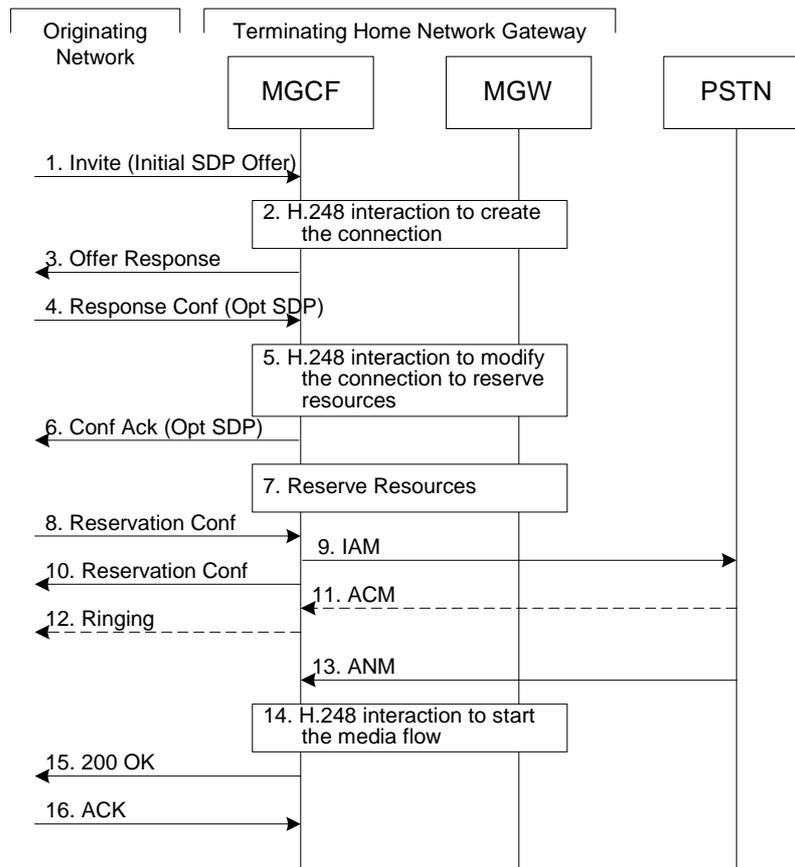 Originating
Network
Terminating Home Network Gateway
MGCF
MGW
PSTN
1. Invite (Initial SDP Offer)
2. H.248 interaction to create
the connection
3. Offer Response
4. Response Conf (Opt SDP)
5. H.248 interaction to modify
the connection to reserve
resources
6. Conf Ack (Opt SDP)
7. Reserve Resources
8. Reservation Conf
9. IAM
10. Reservation Conf
11. ACM
12. Ringing
13. ANM
14. H.248 interaction to start
the media flow
15. 200 OK
16. ACK